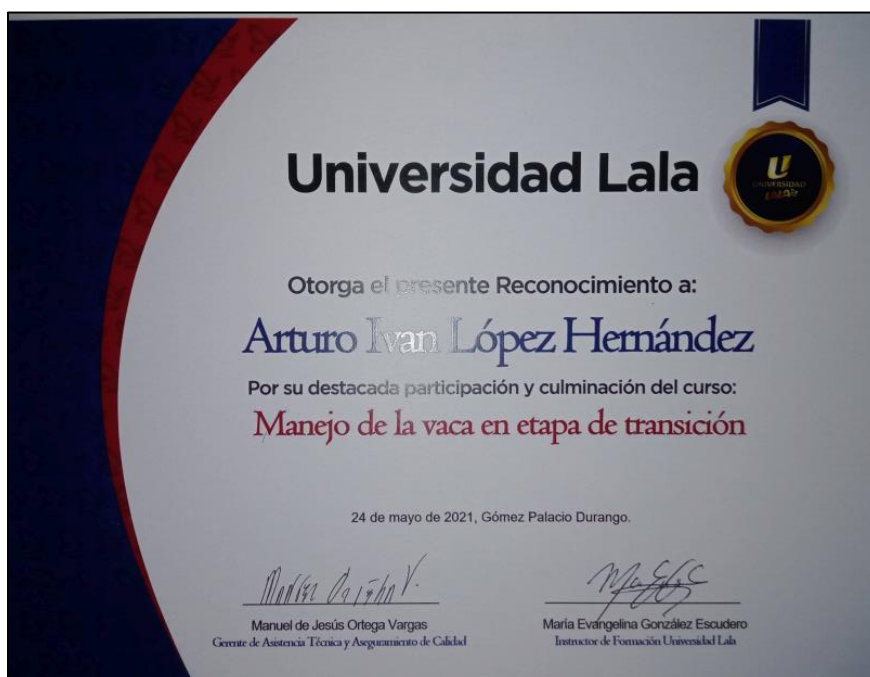 Universidad Lala
U
UNIVERSIDAD
LALA
Otorga el presente Reconocimiento a:
Arturo Ivan López Hernández
Por su destacada participación y culminación del curso:
Manejo de la vaca en etapa de transición
24 de mayo de 2021, Gómez Palacio Durango.
Manuel de Jesús Ortega Vargas
Gerente de Asistencia Técnica y Aseguramiento de Calidad
María Evangelina González Escudero
Instructor de Formación Universidad Lala